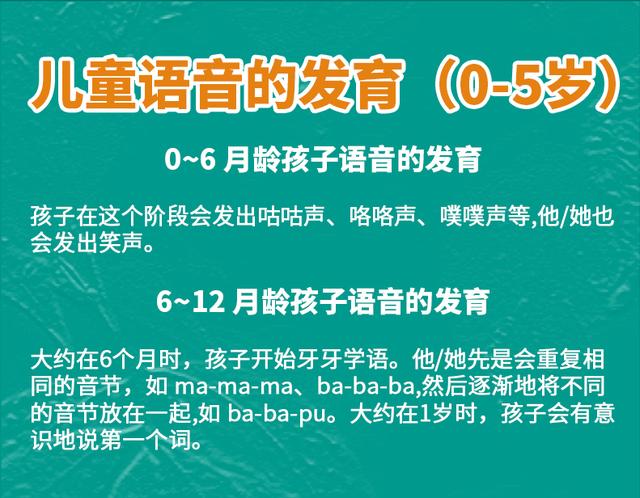 儿童语音的发育（0-5岁）
0~6 月龄孩子语音的发育
孩子在这个阶段会发出咕咕声、咯咯声、噗噗声等,他/她也
会发出笑声。
6~12 月龄孩子语音的发育
大约在6个月时，孩子开始牙牙学语。他/她先是会重复相
同的音节，如 ma-ma-ma、ba-ba-ba,然后逐渐地将不同
的音节放在一起,如 ba-ba-pu。大约在1岁时，孩子会有意
识地说第一个词。